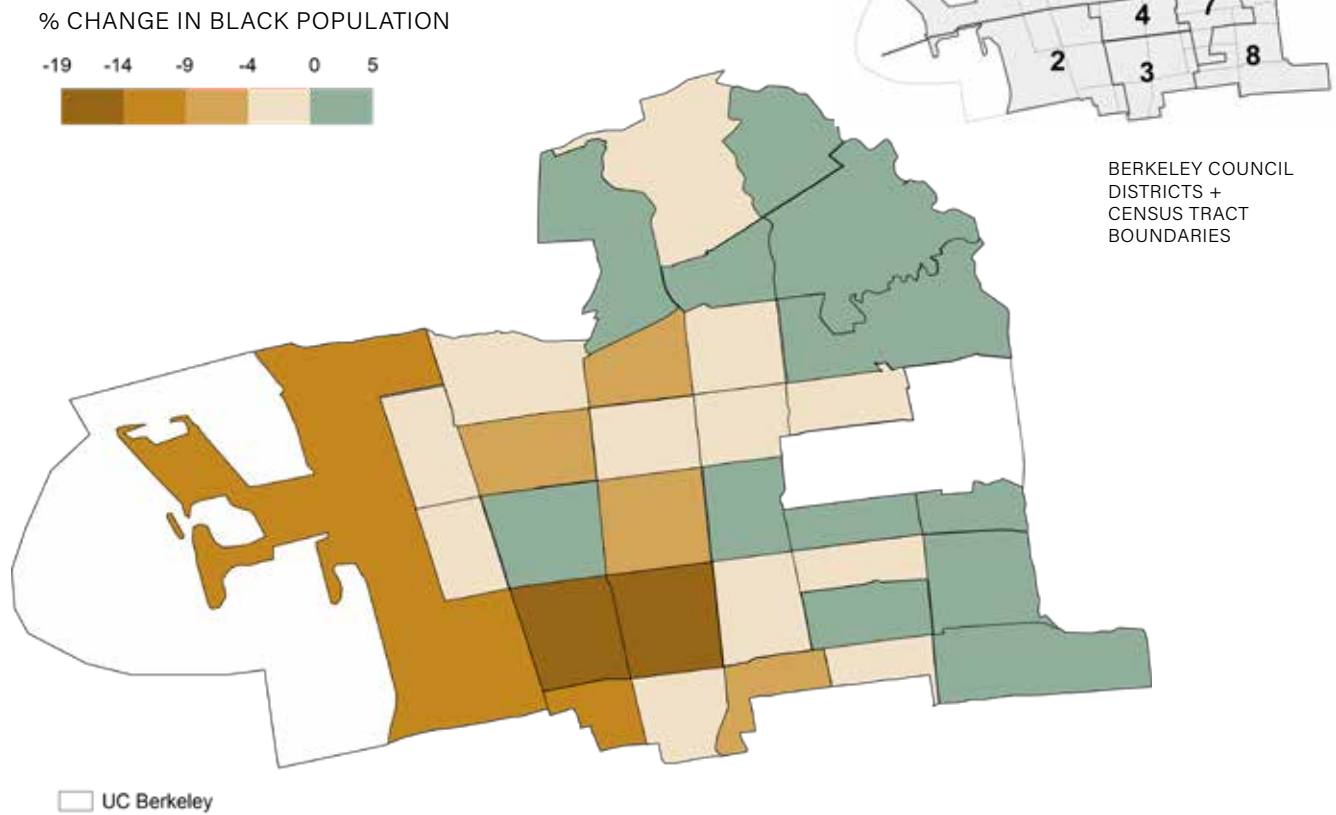 % CHANGE IN BLACK POPULATION
-19 -14 -9 -4 0 5
4 7
2 3 8
BERKELEY COUNCIL
DISTRICTS +
CENSUS TRACT
BOUNDARIES
UC Berkeley